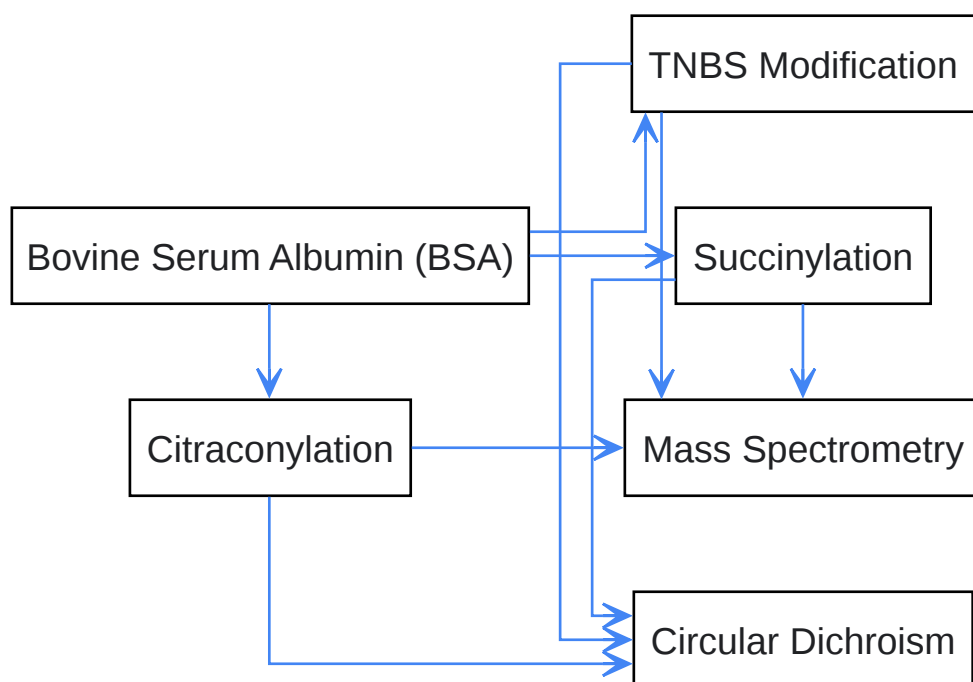 TNBS Modification
Bovine Serum Albumin (BSA)
Succinylation
Citraconylation
Mass Spectrometry
Circular Dichroism